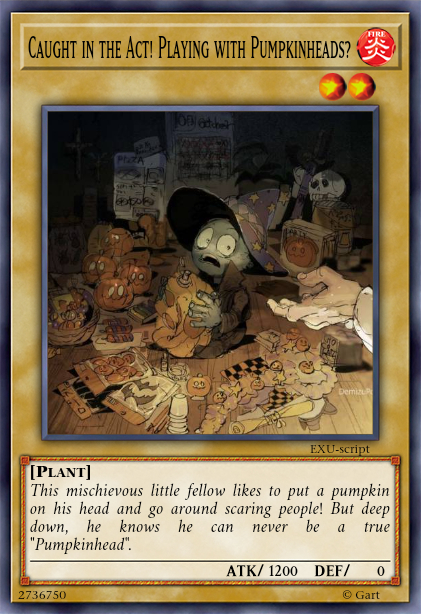 Caught in the Act! Playing with Pumpkinheads?
FIRE
炎
EXU-script
[Plant]
This mischievous little fellow likes to put a pumpkin
on his head and go around scaring people! But deep
down, he knows he can never be a true
"Pumpkinhead".
ATK/ 1200 DEF/ 0
2736750
© Gart